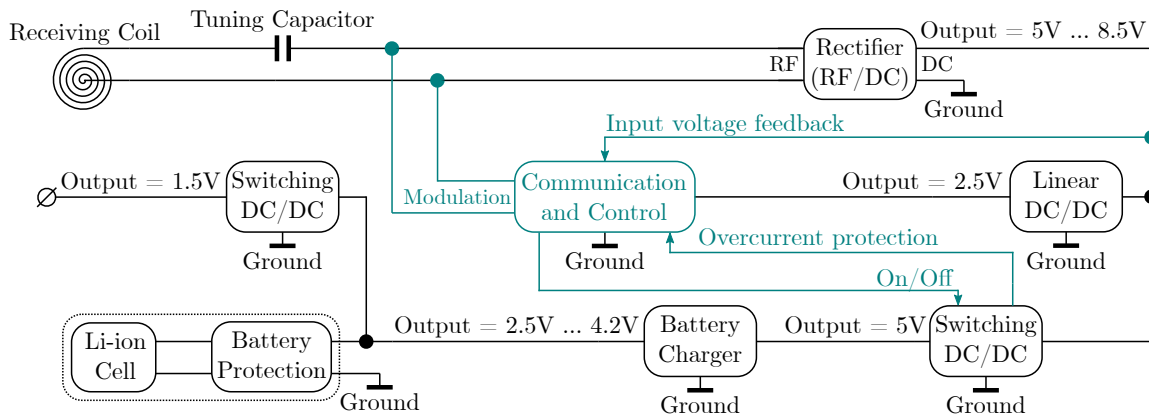 Tuning Capacitor
Receiving Coil
Rectifier
(RF/DC)
RF
DC
Output = 5V ... 8.5V
Ground
Input voltage feedback
Output = 1.5V
Switching
DC/DC
Ground
Modulation
Communication
and Control
Ground
Output = 2.5V
Linear
DC/DC
Ground
Overcurrent protection
On/Off
Li-ion
Cell
Battery
Protection
Ground
Output = 2.5V ... 4.2V
Battery
Charger
Ground
Output = 5V
Switching
DC/DC
Ground